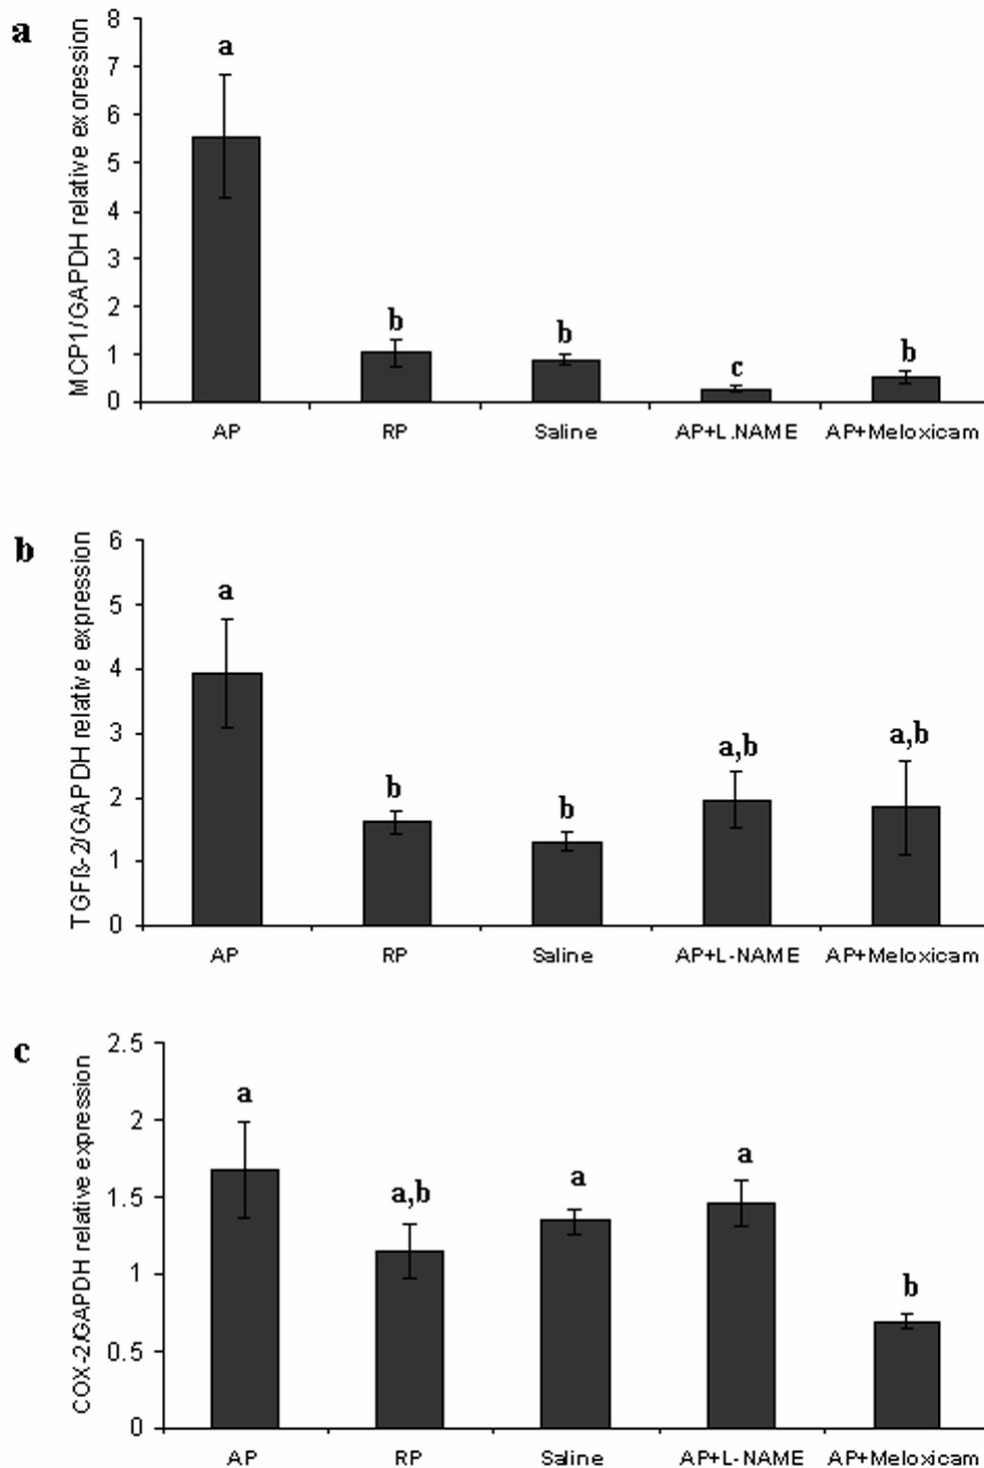 a
MCP1/GAPDH relative exoression
8
7
6
5
4
3
2
1
0
a
b
b
c
b
AP
RP
Saline
AP+L.NAME
AP+Meloxicam
b
TGFß-2/GAPDH relative expression
6
5
4
3
2
1
0
a
b
b
a,b
a,b
AP
RP
Saline
AP+L-NAME
AP+Meloxicam
c
COX-2/GAPDH relative expression
2.5
2
1.5
1
0.5
0
a
a,b
a
a
b
AP
RP
Saline
AP+L-NAME
AP+Meloxicam